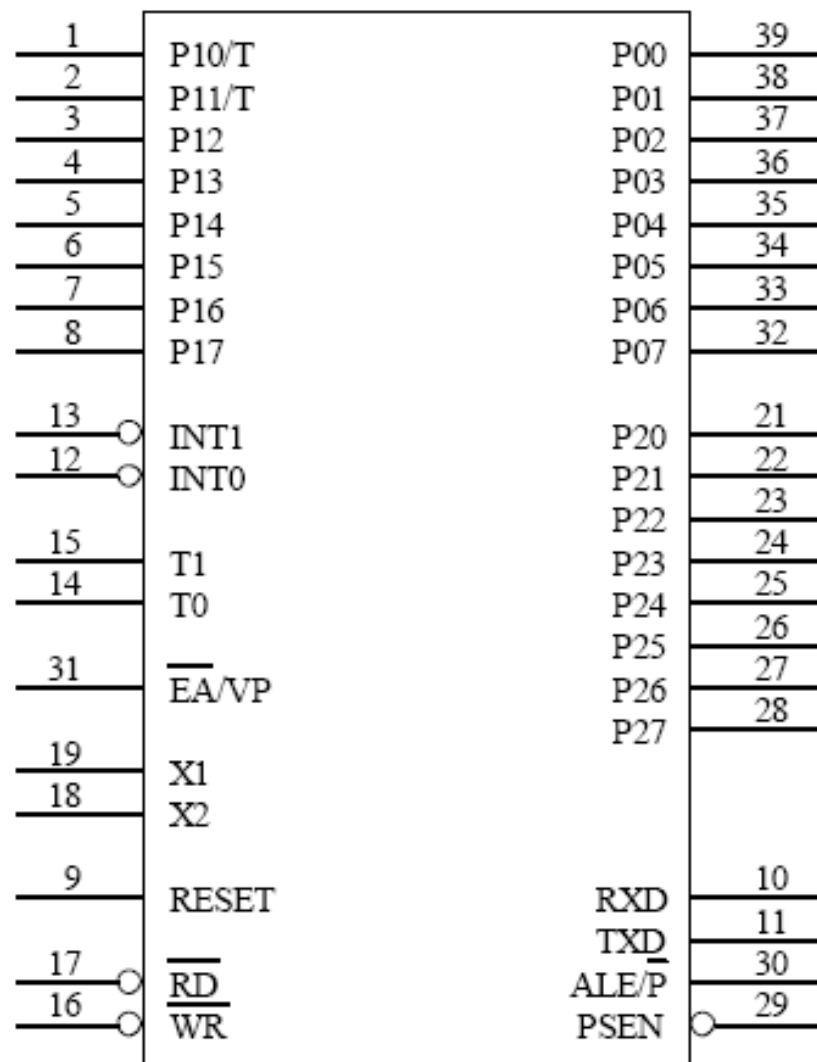 1 P10/T P00 39
2 P11/T P01 38
3 P12 P02 37
4 P13 P03 36
5 P14 P04 35
6 P15 P05 34
7 P16 P06 33
8 P17 P07 32
13 INT1 P20 21
12 INT0 P21 22
P22 23
15 T1 P23 24
14 T0 P24 25
P25 26
31 E̅A̅/VP P26 27
P27 28
19 X1
18 X2
9 RESET RXD 10
TXD 11
17 R̅D̅ ALE/P̅ 30
16 W̅R̅ PSEN 29